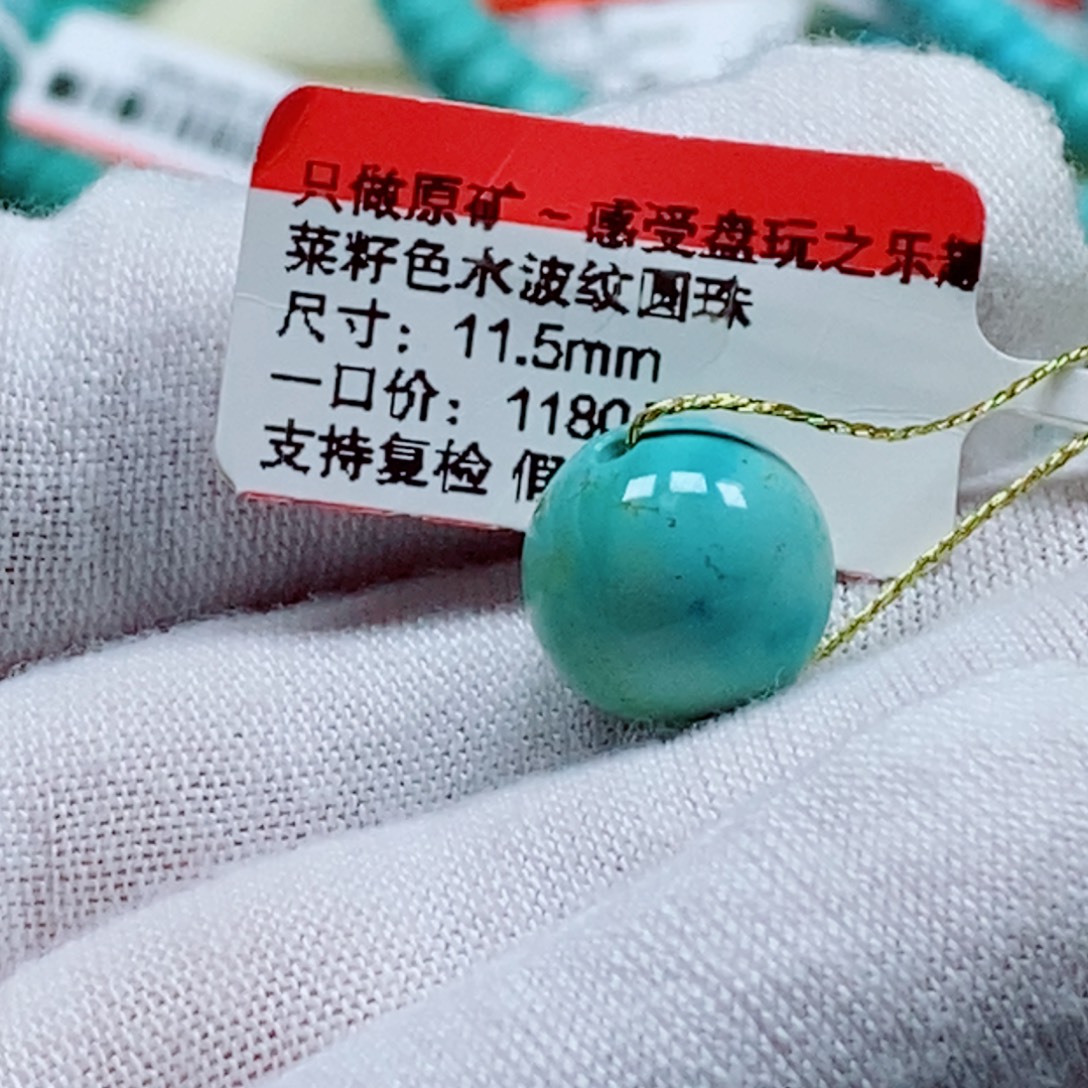 只做原矿~感受盘玩之乐趣
菜籽色水波纹圆珠
尺寸：11.5mm
一口价：1180
支持复检 假